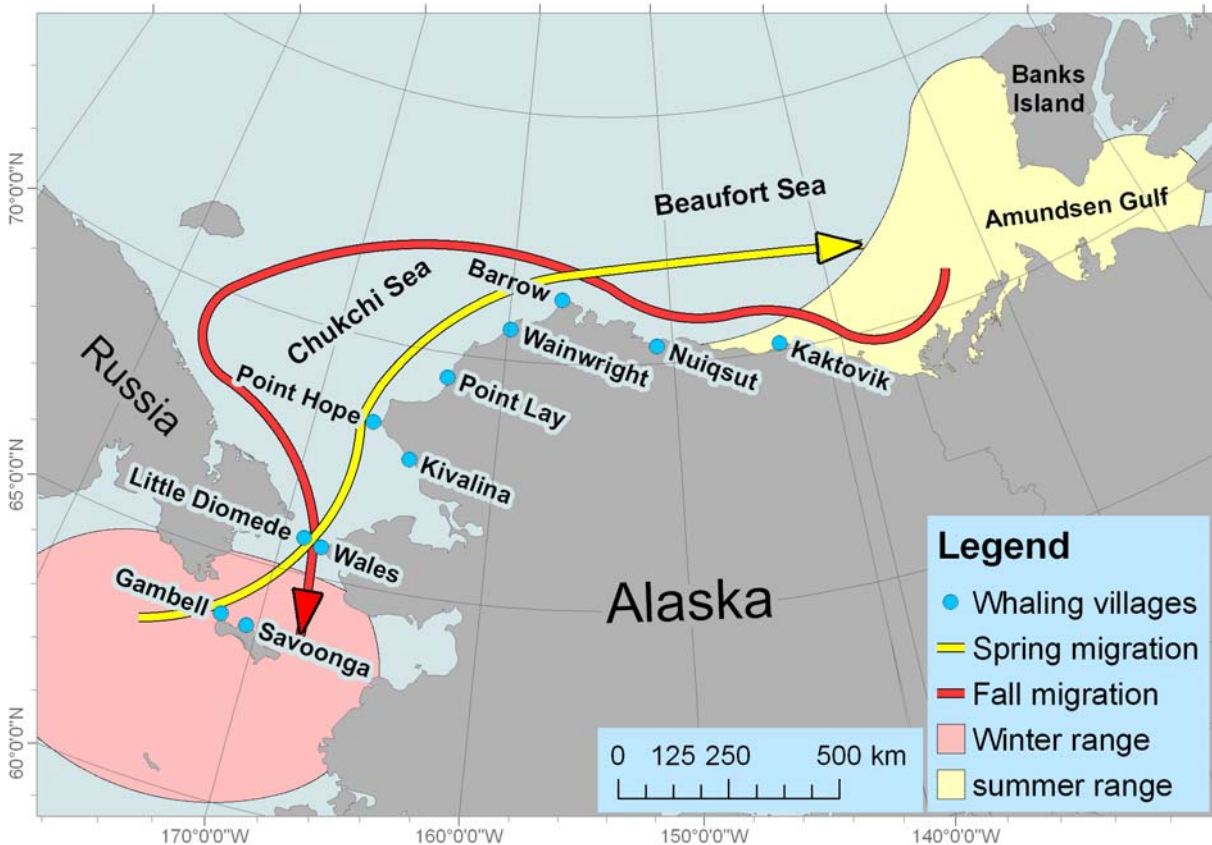 Banks
Island
Beaufort Sea
Amundsen Gulf
70°0'0"N
Chukchi Sea
Barrow
Wainwright
Nuiqsut
Kaktovik
Russia
Point Hope
Point Lay
Kivalina
65°0'0"N
Little Diomede
Wales
Gambell
Savoonga
Alaska
60°0'0"N
Legend
Whaling villages
Spring migration
Fall migration
Winter range
summer range
0 125 250 500 km
170°0'0"W 160°0'0"W 150°0'0"W 140°0'0"W